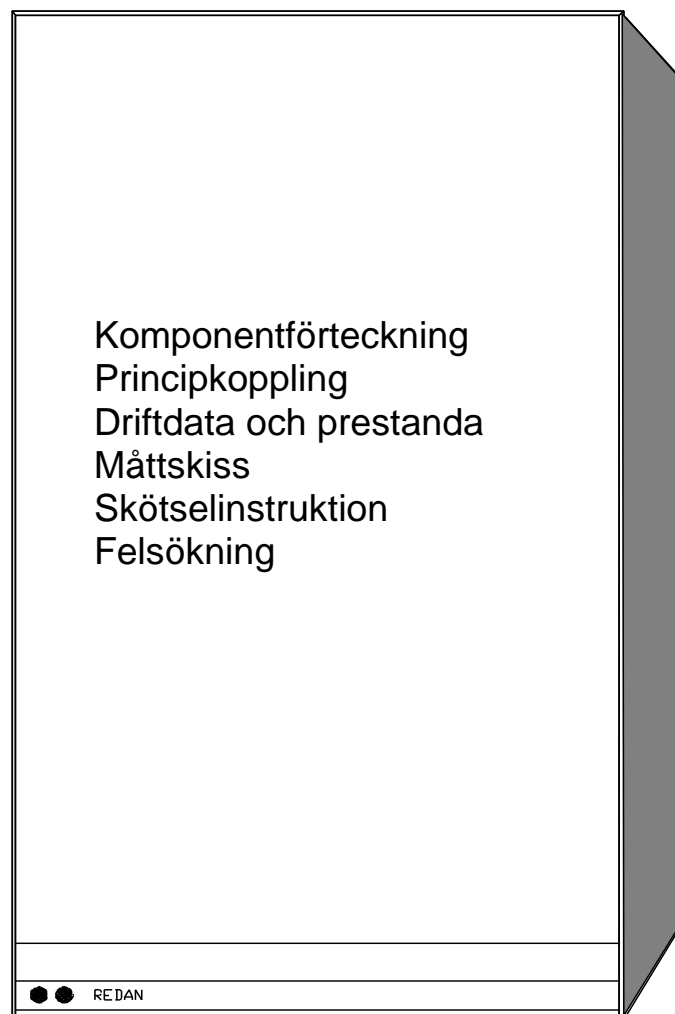 Komponentförteckning
Principkoppling
Driftdata och prestanda
Måttskiss
Skötselinstruktion
Felsökning
REDAN